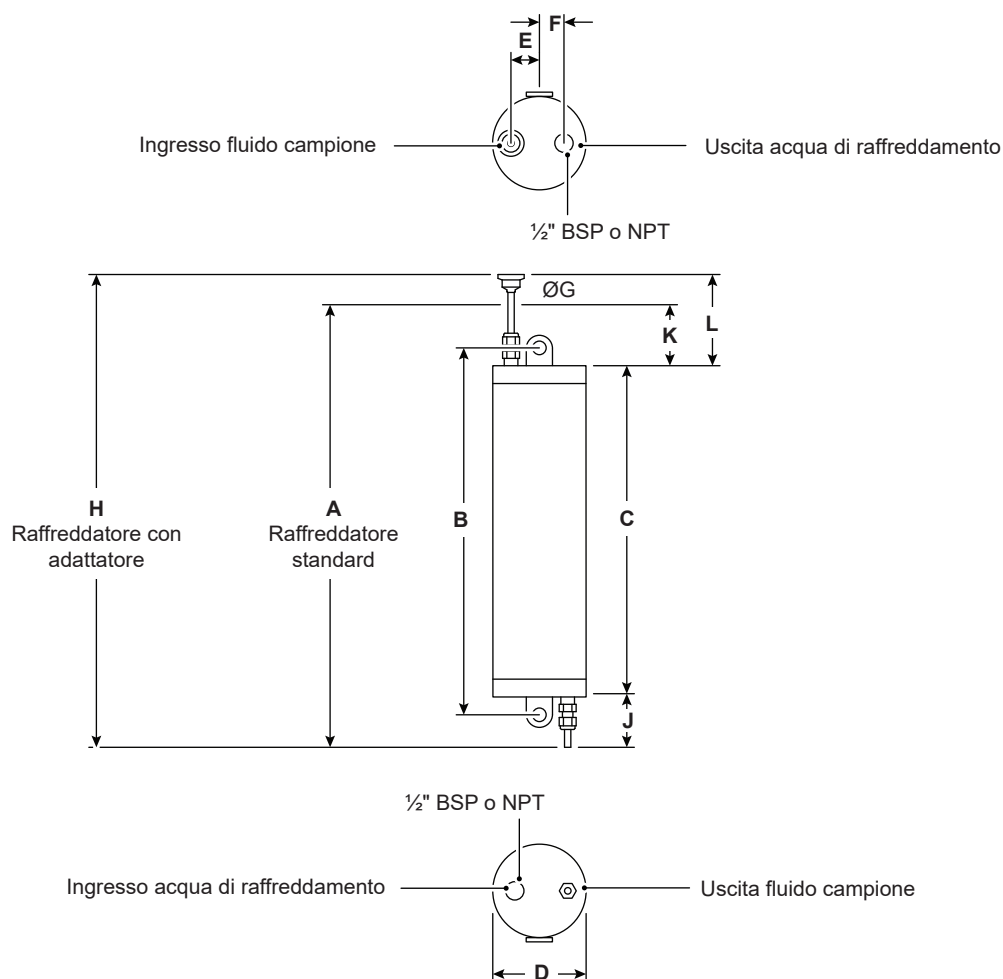 F
E
Ingresso fluido campione
Uscita acqua di raffreddamento
½" BSP o NPT
ØG
L
K
H
Raffreddatore con
adattatore
A
Raffreddatore
standard
B
C
J
½" BSP o NPT
Ingresso acqua di raffreddamento
Uscita fluido campione
D